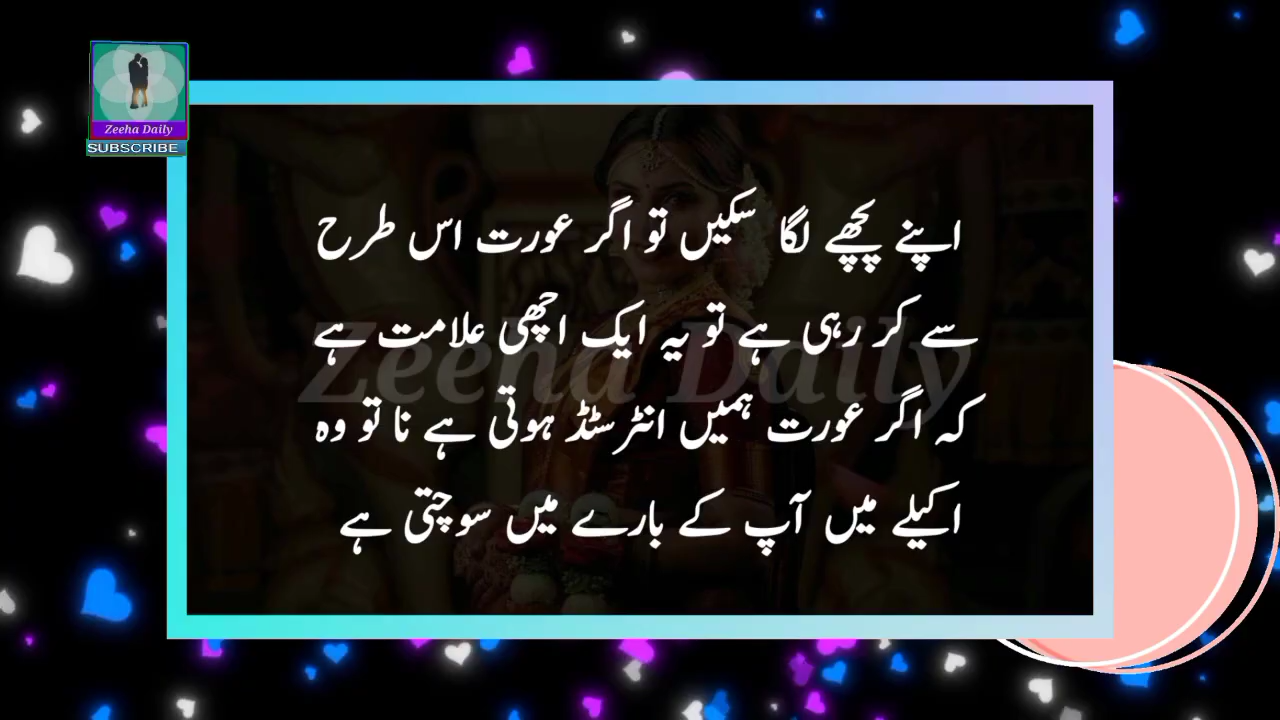 Zeeha Daily
SUBSCRIBE
اپنے پچھے لگا سکیں تو اگر عورت اس طرح
سے کر رہی ہے تو یہ ایک اچھی علامت ہے
کہ اگر عورت ہمیں انٹرسٹڈ ہوتی ہے نا تو وہ
اکیلے میں آپ کے بارے میں سوچتی ہے
Zeeha Daily